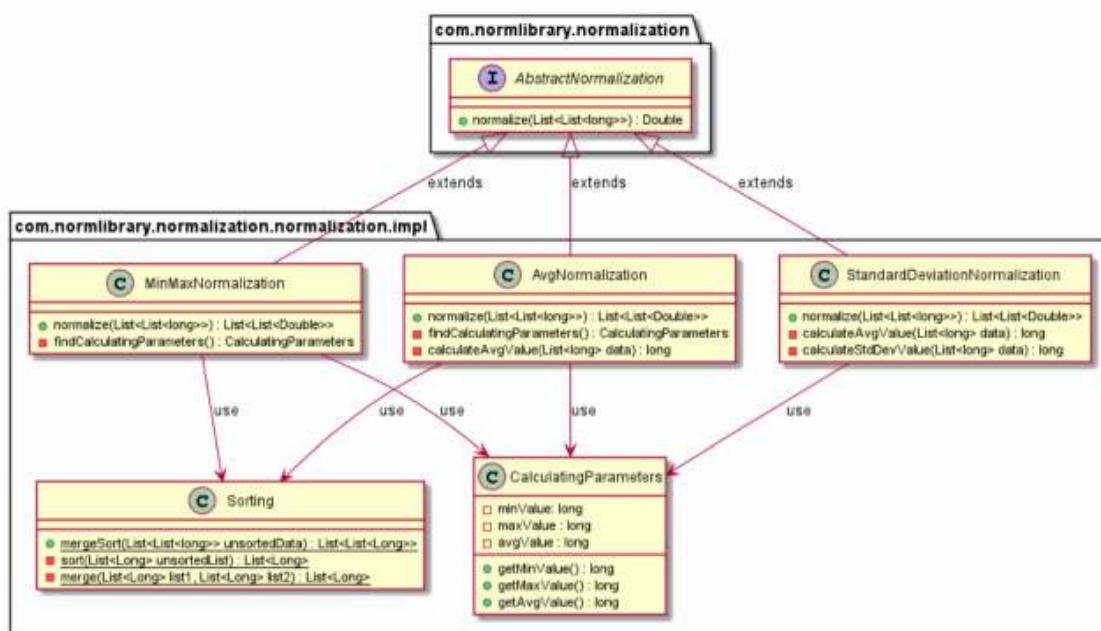 com.normlibrary.normalization
I AbstractNormalization
normalize(List<List<long>>) : Double
extends
extends
extends
com.normlibrary.normalization.normalization.impl
C MinMaxNormalization
normalize(List<List<long>>) : List<List<Double>>
findCalculatingParameters() : CalculatingParameters
C AvgNormalization
normalize(List<List<long>>) : List<List<Double>>
findCalculatingParameters() : CalculatingParameters
calculateAvgValue(List<long> data) : long
C StandardDeviationNormalization
normalize(List<List<long>>) : List<List<Double>>
calculateAvgValue(List<long> data) : long
calculateStdDevValue(List<long> data) : long
use
use
use
use
use
C Sorting
mergeSort(List<List<long>> unsortedData) : List<List<Long>>
sort(List<Long> unsortedList) : List<Long>
merge(List<Long> list1, List<Long> list2) : List<Long>
C CalculatingParameters
minValue: long
maxValue : long
avgValue : long
getMinValue() : long
getMaxValue() : long
getAvgValue() : long